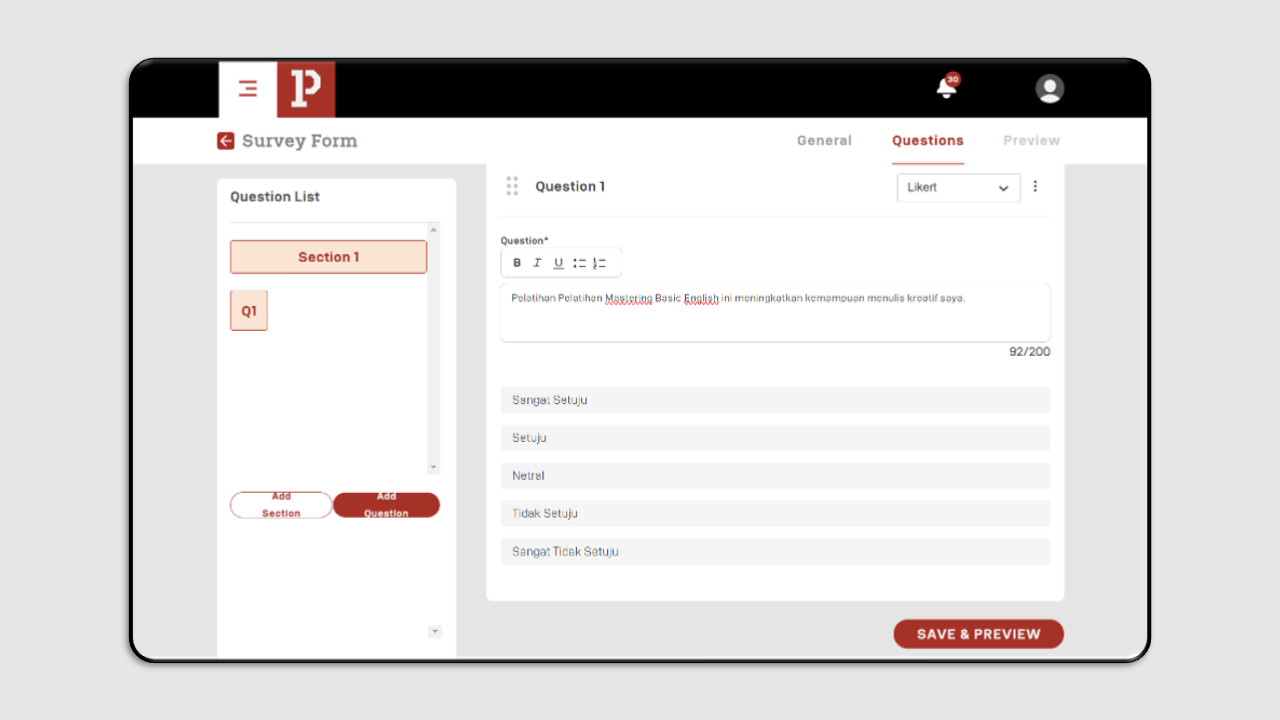 P
30
Survey Form
General
Questions
Preview
Question List
Section 1
Q1
Add
Section
Add
Question
Question 1
Likert
Question*
B I U
Pelatihan Pelatihan Mastering Basic English ini meningkatkan kemampuan menulis kreatif saya.
92/200
Sangat Setuju
Setuju
Netral
Tidak Setuju
Sangat Tidak Setuju
SAVE & PREVIEW